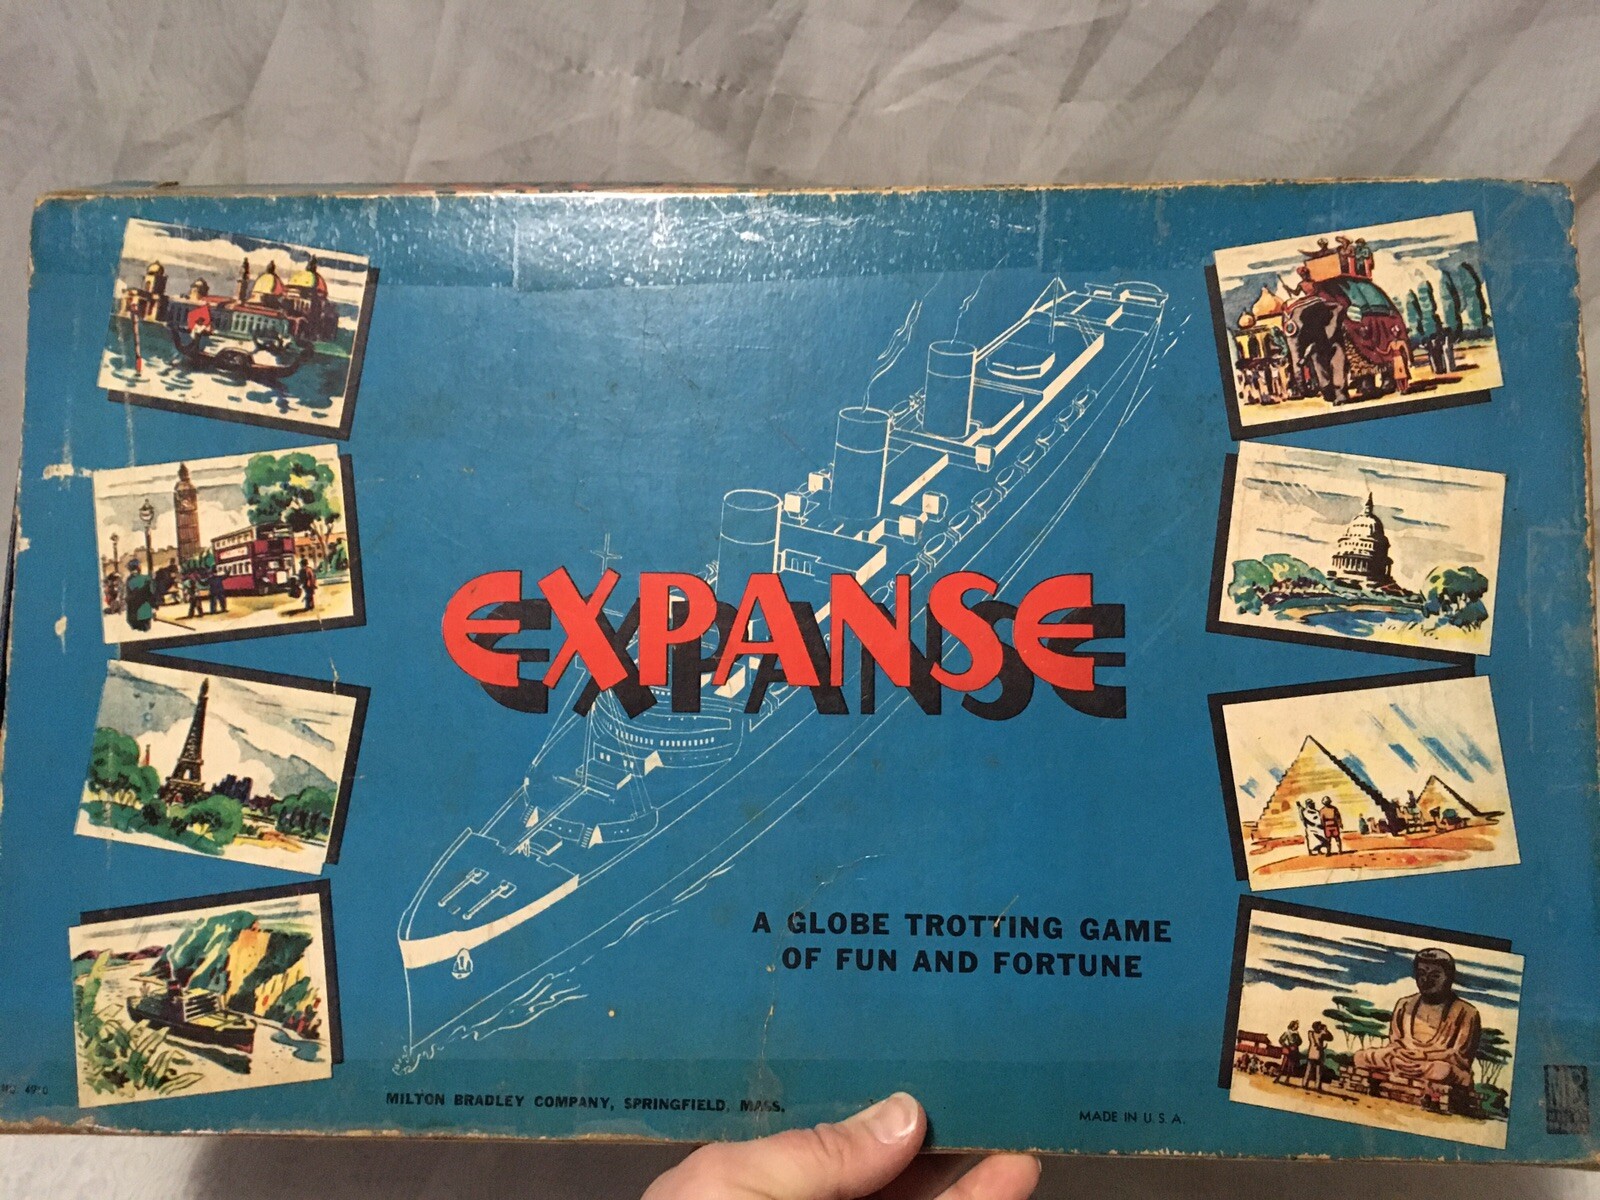 EXPANSE
A GLOBE TROTTING GAME
OF FUN AND FORTUNE
MILTON BRADLEY COMPANY, SPRINGFIELD, MASS.
MADE IN U. S. A.